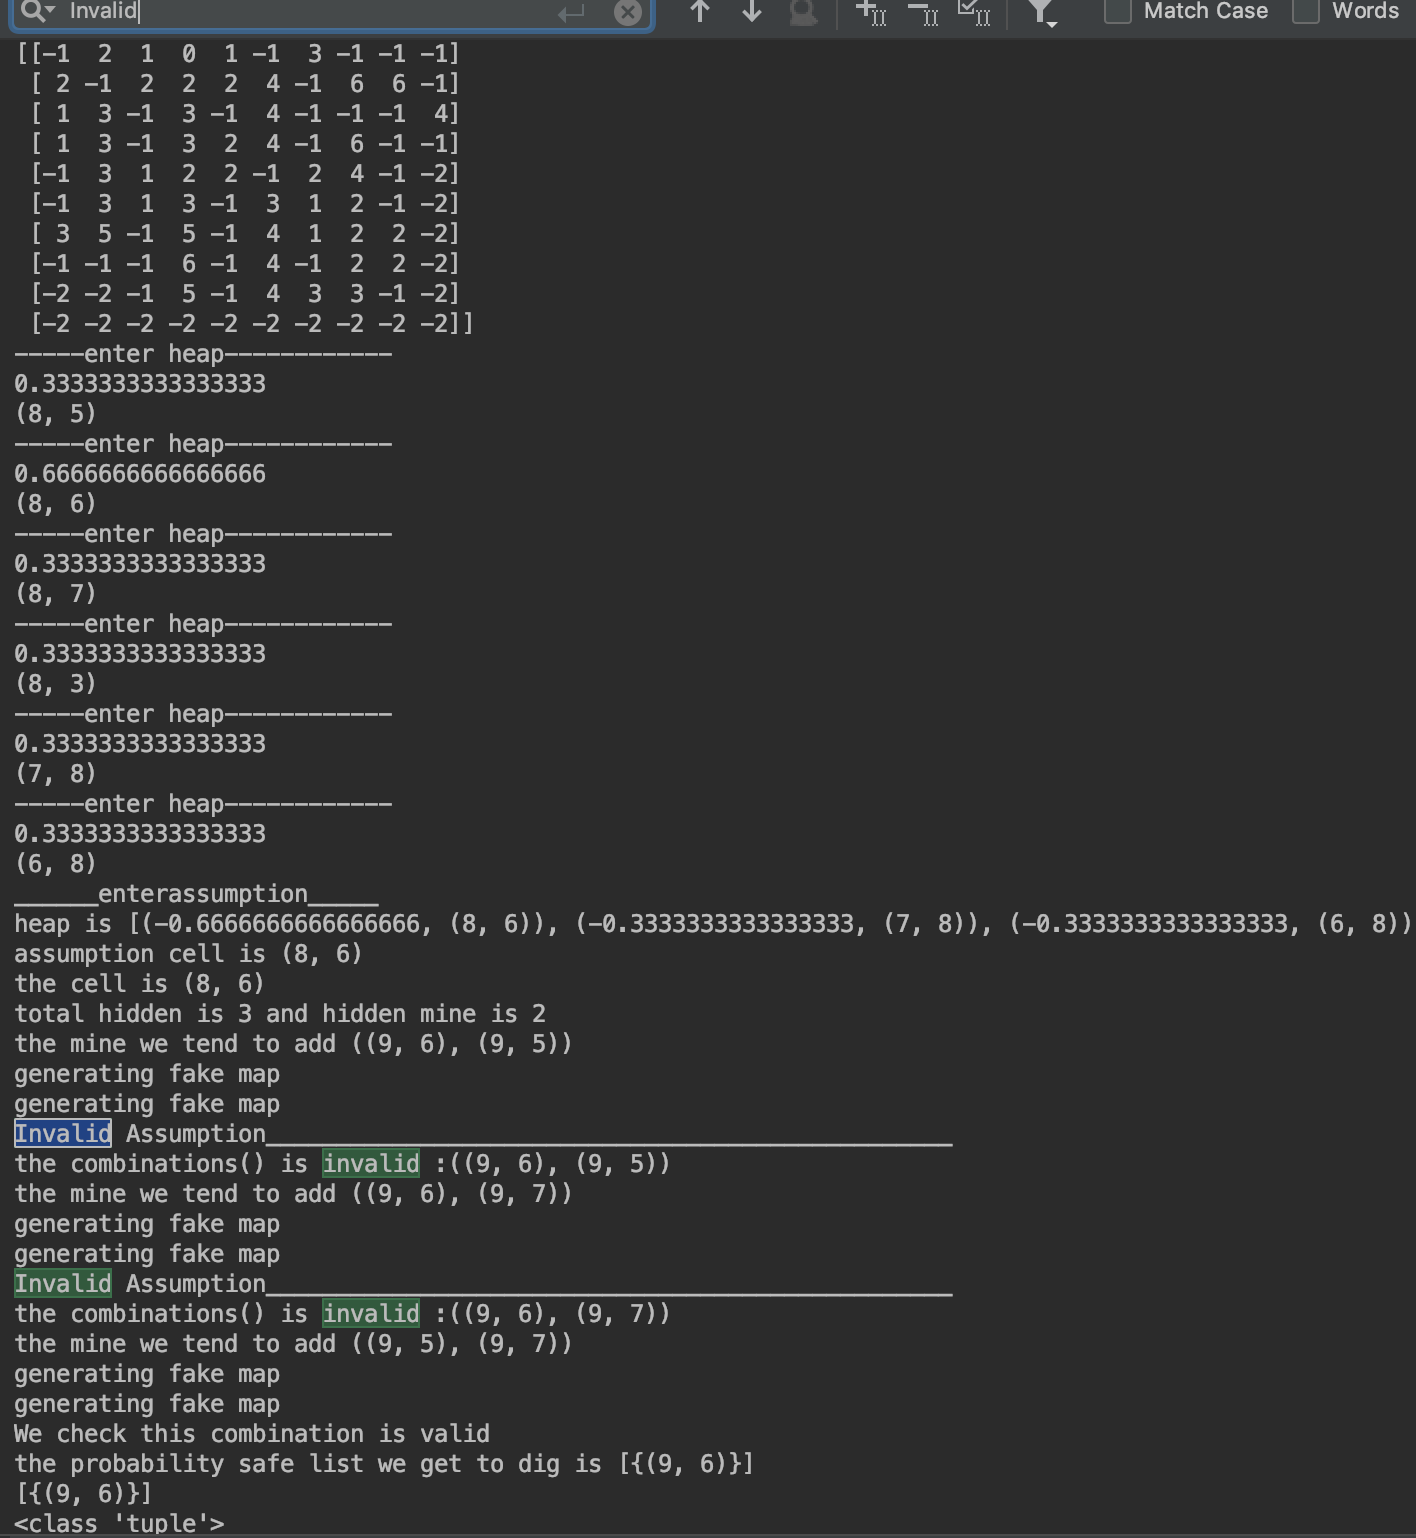 Invalid Match Case Words
[[-1 2 1 0 1 -1 3 -1 -1 -1]
[ 2 -1 2 2 2 4 -1 6 6 -1]
[ 1 3 -1 3 -1 4 -1 -1 -1 4]
[ 1 3 -1 3 2 4 -1 6 -1 -1]
[-1 3 1 2 2 -1 2 4 -1 -2]
[-1 3 1 3 -1 3 1 2 -1 -2]
[ 3 5 -1 5 -1 4 1 2 2 -2]
[-1 -1 -1 6 -1 4 -1 2 2 -2]
[-2 -2 -1 5 -1 4 3 3 -1 -2]
[-2 -2 -2 -2 -2 -2 -2 -2 -2 -2]]
-----enter heap------------
0.3333333333333333
(8, 5)
-----enter heap------------
0.6666666666666666
(8, 6)
-----enter heap------------
0.3333333333333333
(8, 7)
-----enter heap------------
0.3333333333333333
(8, 3)
-----enter heap------------
0.3333333333333333
(7, 8)
-----enter heap------------
0.3333333333333333
(6, 8)
______enterassumption_____
heap is [(-0.6666666666666666, (8, 6)), (-0.3333333333333333, (7, 8)), (-0.3333333333333333, (6, 8))
assumption cell is (8, 6)
the cell is (8, 6)
total hidden is 3 and hidden mine is 2
the mine we tend to add ((9, 6), (9, 5))
generating fake map
generating fake map
Invalid Assumption_________________________________________________
the combinations() is invalid :((9, 6), (9, 5))
the mine we tend to add ((9, 6), (9, 7))
generating fake map
generating fake map
Invalid Assumption_________________________________________________
the combinations() is invalid :((9, 6), (9, 7))
the mine we tend to add ((9, 5), (9, 7))
generating fake map
generating fake map
We check this combination is valid
the probability safe list we get to dig is [{(9, 6)}]
[{(9, 6)}]
<class 'tuple'>